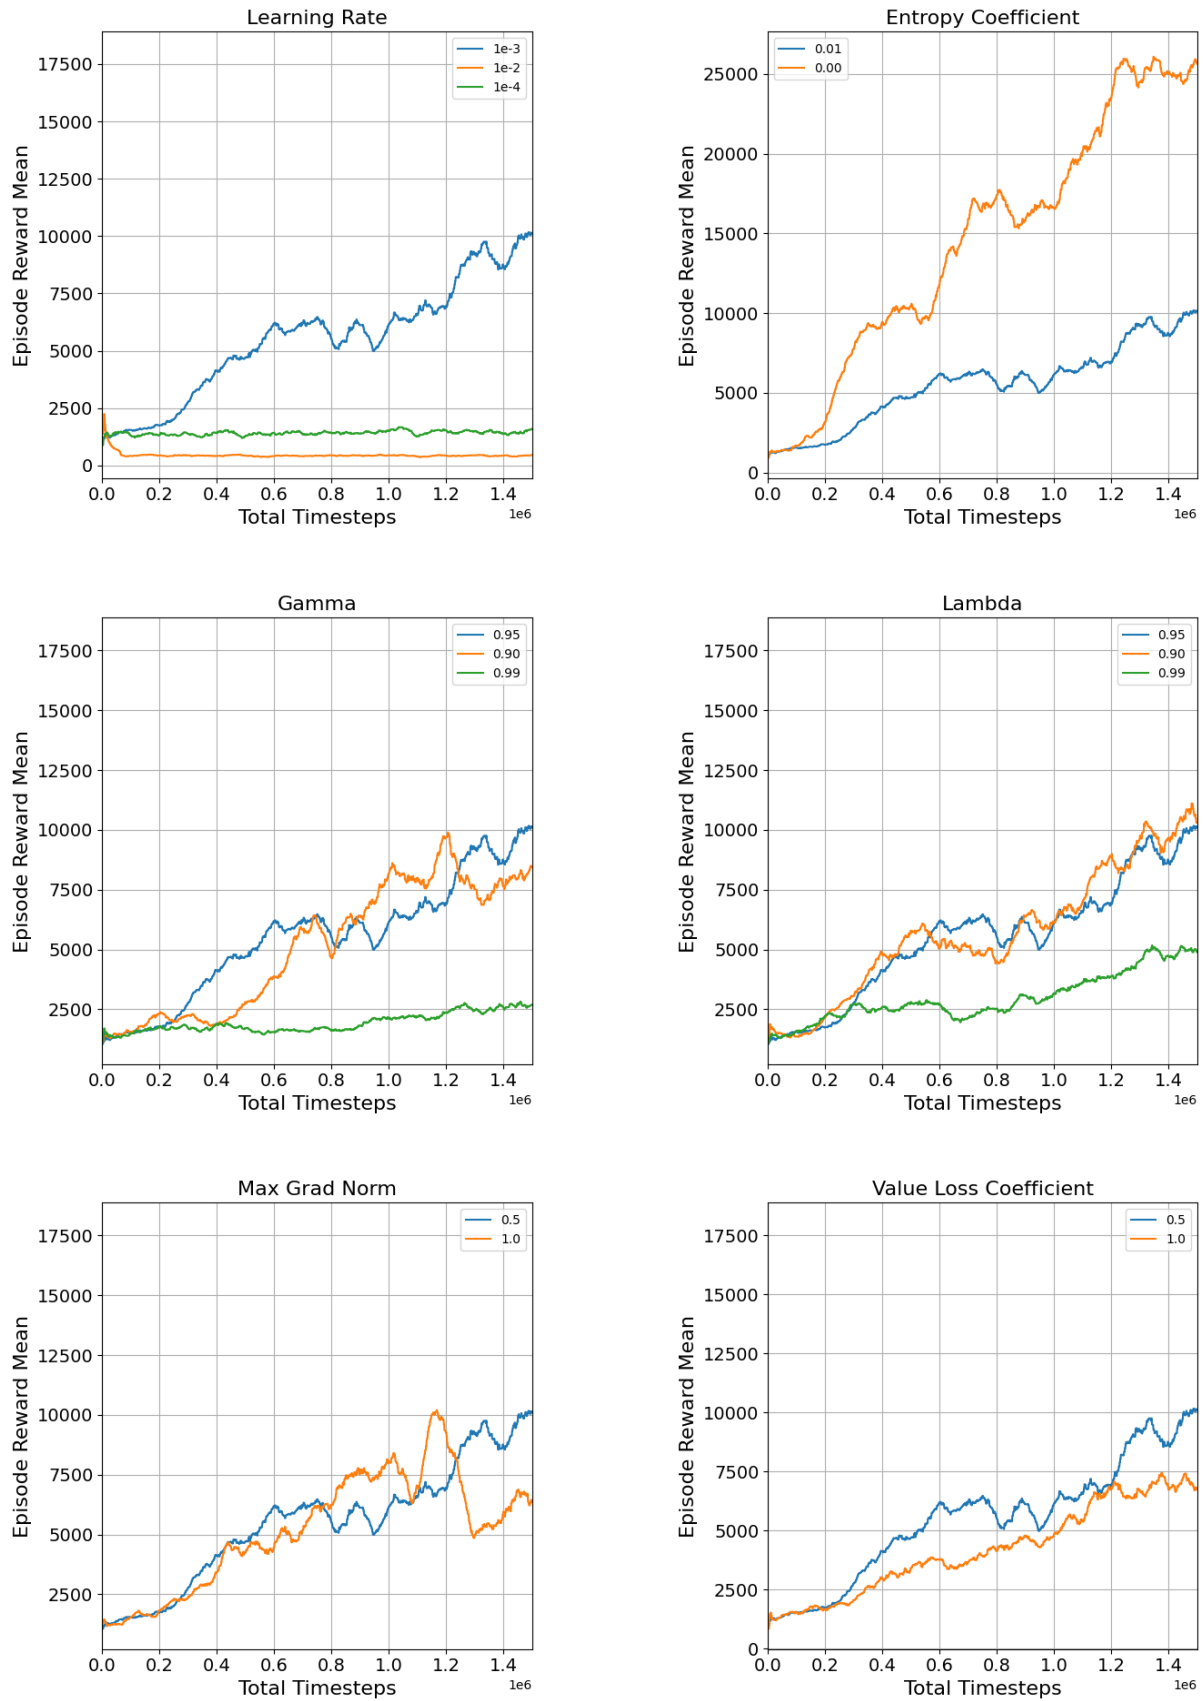 Learning Rate
Episode Reward Mean
17500
15000
12500
10000
7500
5000
2500
0
1e-3
1e-2
1e-4
0.0 0.2 0.4 0.6 0.8 1.0 1.2 1.4
1e6
Total Timesteps
Entropy Coefficient
Episode Reward Mean
25000
20000
15000
10000
5000
0
0.01
0.00
0.0 0.2 0.4 0.6 0.8 1.0 1.2 1.4
1e6
Total Timesteps
Gamma
Episode Reward Mean
17500
15000
12500
10000
7500
5000
2500
0.95
0.90
0.99
0.0 0.2 0.4 0.6 0.8 1.0 1.2 1.4
1e6
Total Timesteps
Lambda
Episode Reward Mean
17500
15000
12500
10000
7500
5000
2500
0.95
0.90
0.99
0.0 0.2 0.4 0.6 0.8 1.0 1.2 1.4
1e6
Total Timesteps
Max Grad Norm
Episode Reward Mean
17500
15000
12500
10000
7500
5000
2500
0.5
1.0
0.0 0.2 0.4 0.6 0.8 1.0 1.2 1.4
1e6
Total Timesteps
Value Loss Coefficient
Episode Reward Mean
17500
15000
12500
10000
7500
5000
2500
0
0.5
1.0
0.0 0.2 0.4 0.6 0.8 1.0 1.2 1.4
1e6
Total Timesteps